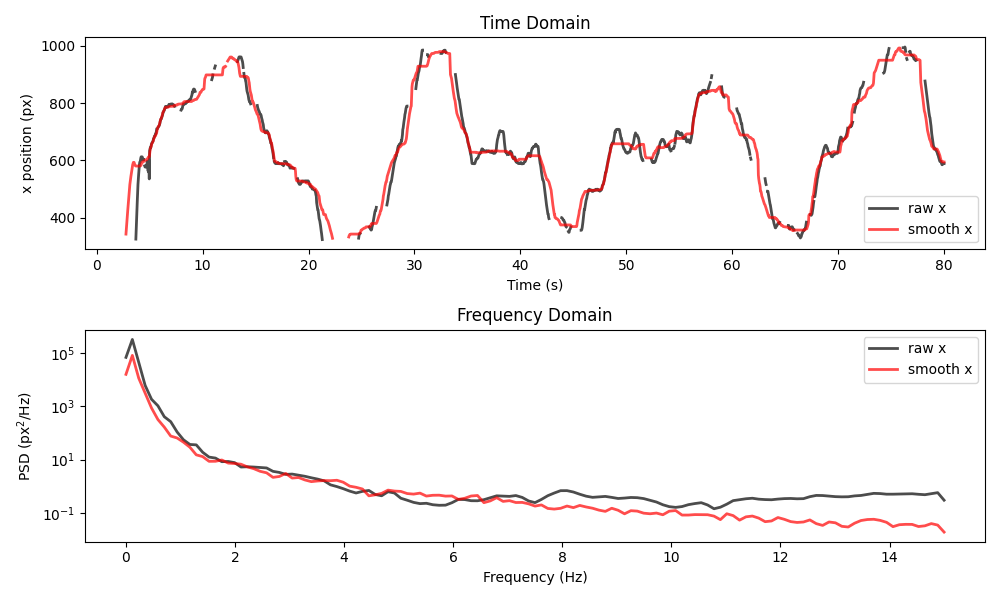 Time Domain
x position (px)
1000
800
600
400
raw x
smooth x
0 10 20 30 40 50 60 70 80
Time (s)
Frequency Domain
PSD (px²/Hz)
10⁵
10³
10¹
10⁻¹
raw x
smooth x
0 2 4 6 8 10 12 14
Frequency (Hz)